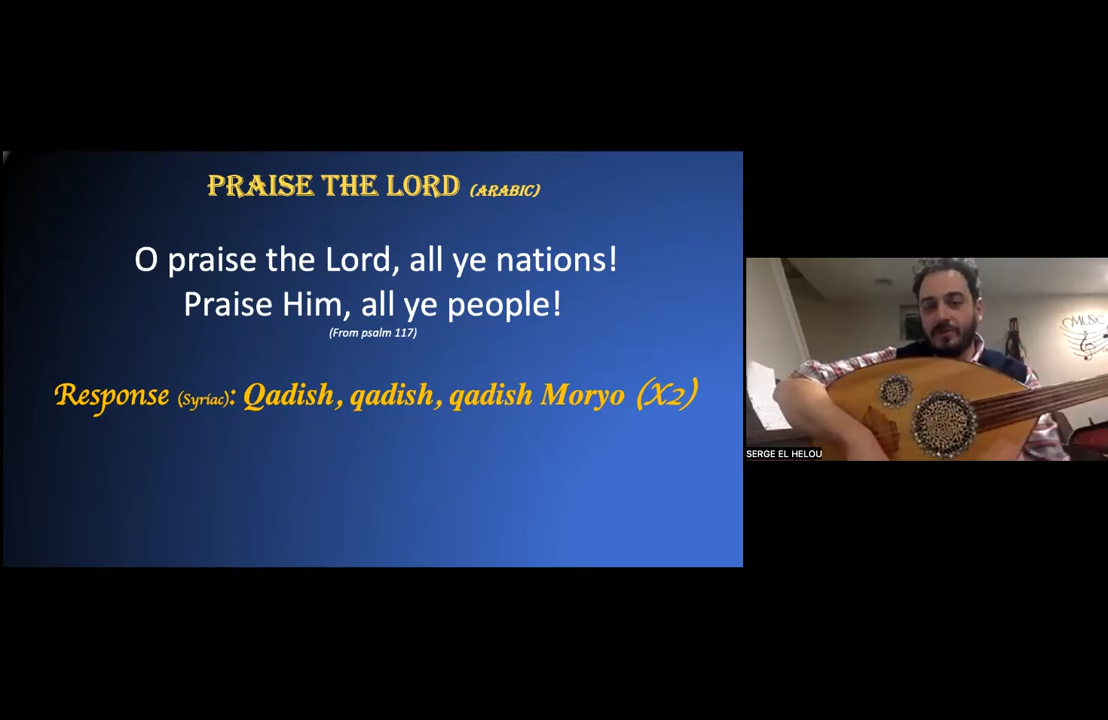 PRAISE THE LORD (ARABIC)
O praise the Lord, all ye nations!
Praise Him, all ye people!
(From psalm 117)
Response (Syriac): Qadish, qadish, qadish Moryo (X2)
MUSIC
SERGE EL HELOU